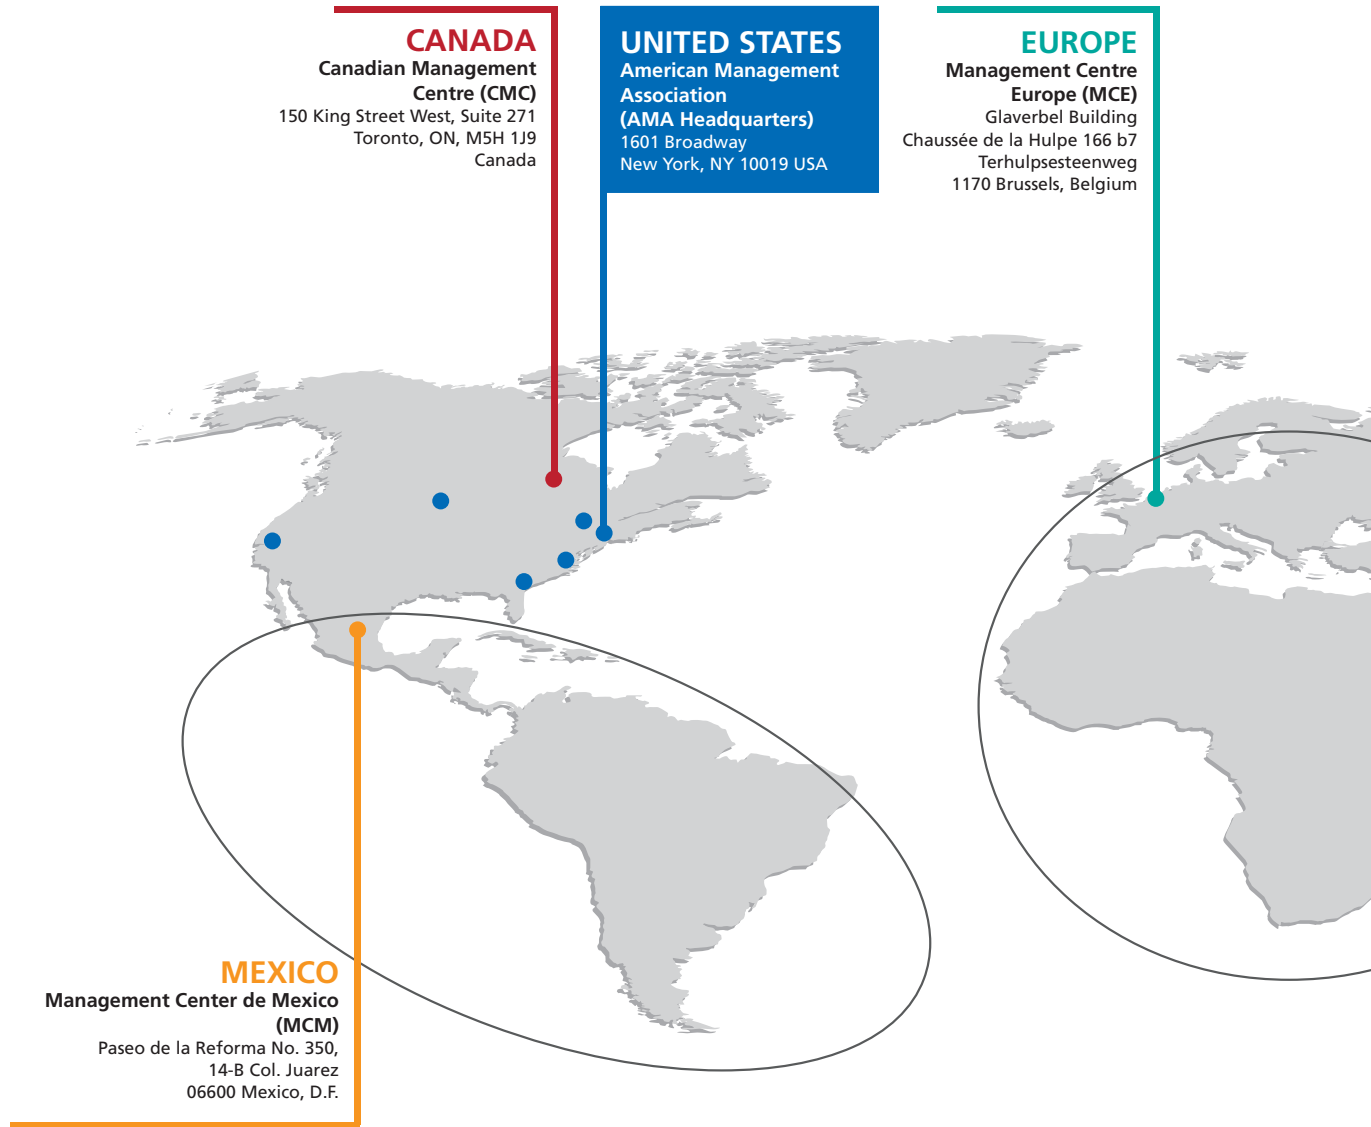 CANADA
Canadian Management
Centre (CMC)
150 King Street West, Suite 271
Toronto, ON, M5H 1J9
Canada
UNITED STATES
American Management
Association
(AMA Headquarters)
1601 Broadway
New York, NY 10019 USA
EUROPE
Management Centre
Europe (MCE)
Glaverbel Building
Chaussée de la Hulpe 166 b7
Terhulpsesteenweg
1170 Brussels, Belgium
MEXICO
Management Center de Mexico
(MCM)
Paseo de la Reforma No. 350,
14-B Col. Juarez
06600 Mexico, D.F.